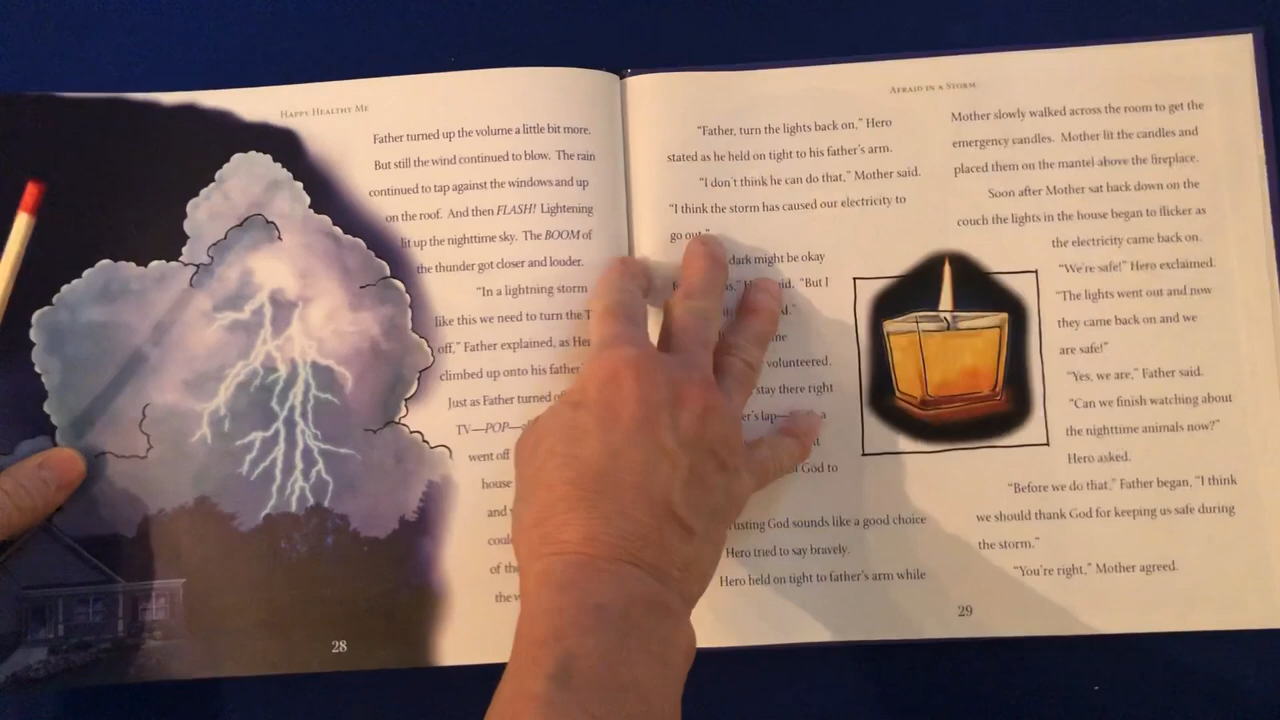 HAPPY HEALTHY ME
Father turned up the volume a little bit more.
But still the wind continued to blow. The rain
continued to tap against the windows and up
on the roof. And then FLASH! Lightening
lit up the nighttime sky. The BOOM of
the thunder got closer and louder.
"In a lightning storm
like this we need to turn the
off," Father explained, as
climbed up onto his father
Just as Father turned
TV—POP—
went off
house
and
of
28
AFRAID IN A STORM
"Father, turn the lights back on," Hero
stated as he held on tight to his father's arm.
"I don't think he can do that," Mother said.
"I think the storm has caused our electricity to
go out."
dark might be okay
"But I
volunteered.
stay there right
lap—
a
God to
rusting God sounds like a good choice
Hero tried to say bravely.
Hero held on tight to father's arm while
Mother slowly walked across the room to get the
emergency candles. Mother lit the candles and
placed them on the mantel above the fireplace.
Soon after Mother sat back down on the
couch the lights in the house began to flicker as
the electricity came back on.
"We're safe!" Hero exclaimed.
"The lights went out and now
they came back on and we
are safe!"
"Yes, we are," Father said.
"Can we finish watching about
the nighttime animals now?"
Hero asked.
"Before we do that," Father began, "I think
we should thank God for keeping us safe during
the storm."
"You're right," Mother agreed.
29